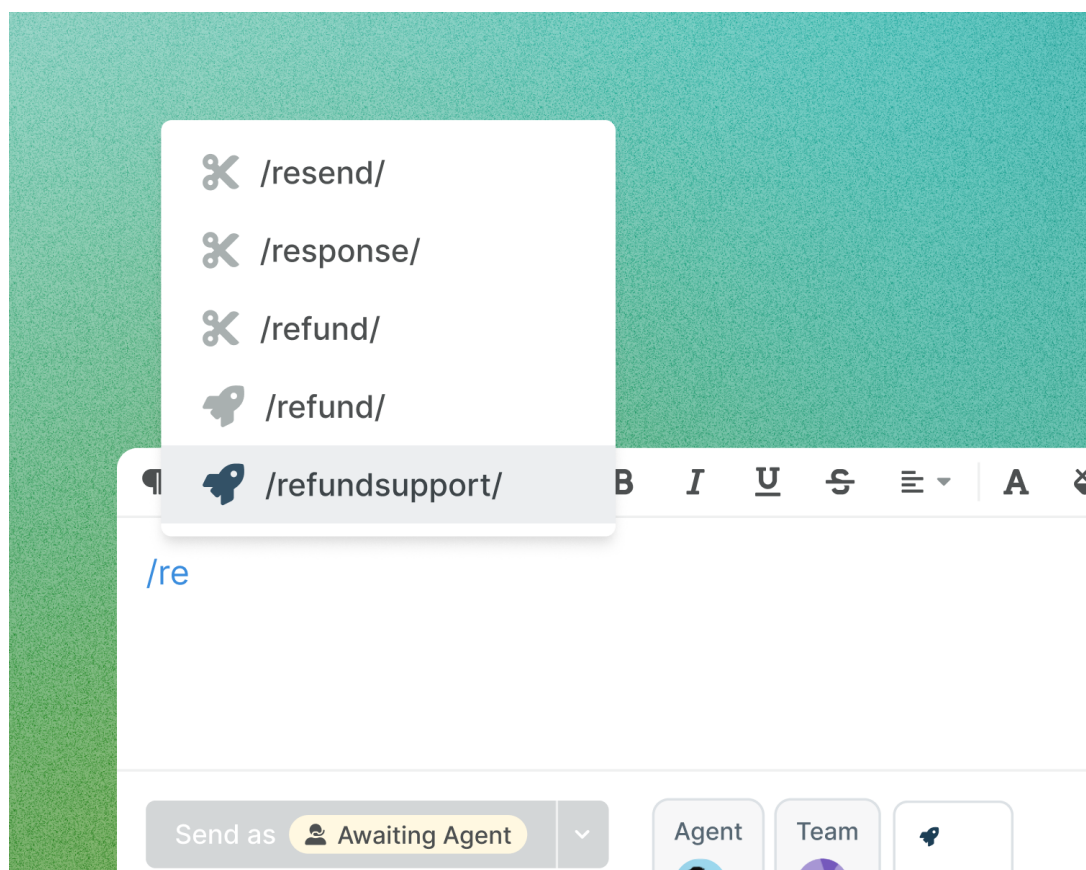 /resend/
/response/
/refund/
/refund/
/refundsupport/
B I U S A
/re
Send as Awaiting Agent
Agent Team